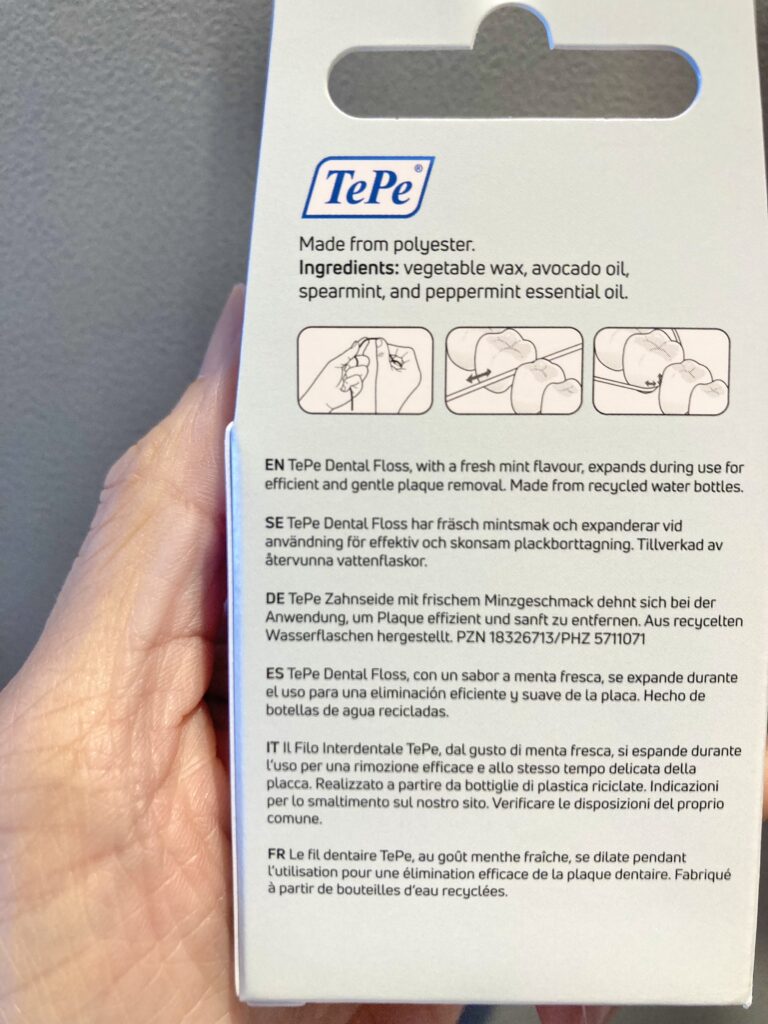 TePe®
Made from polyester.
Ingredients: vegetable wax, avocado oil,
spearmint, and peppermint essential oil.
EN TePe Dental Floss, with a fresh mint flavour, expands during use for
efficient and gentle plaque removal. Made from recycled water bottles.
SE TePe Dental Floss har fräsch mintsmak och expanderar vid
användning för effektiv och skonsam plackborttagning. Tillverkad av
återvunna vattenflaskor.
DE TePe Zahnseide mit frischem Minzgeschmack dehnt sich bei der
Anwendung, um Plaque effizient und sanft zu entfernen. Aus recycelten
Wasserflaschen hergestellt. PZN 18326713/PHZ 5711071
ES TePe Dental Floss, con un sabor a menta fresca, se expande durante
el uso para una eliminación eficiente y suave de la placa. Hecho de
botellas de agua recicladas.
IT Il Filo Interdentale TePe, dal gusto di menta fresca, si espande durante
l'uso per una rimozione efficace e allo stesso tempo delicata della
placca. Realizzato a partire da bottiglie di plastica riciclate. Indicazioni
per lo smaltimento sul nostro sito. Verificare le disposizioni del proprio
comune.
FR Le fil dentaire TePe, au goût menthe fraîche, se dilate pendant
l'utilisation pour une élimination efficace de la plaque dentaire. Fabriqué
à partir de bouteilles d'eau recyclées.